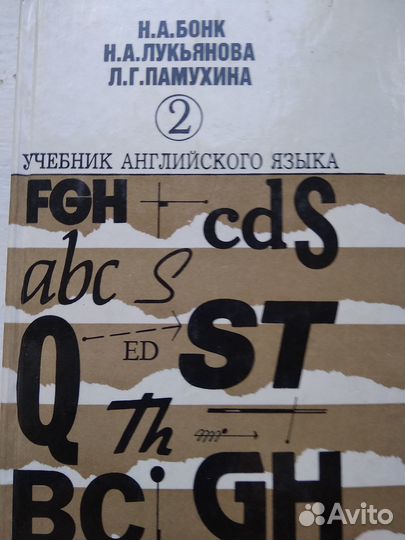 Н.А.БОНК
Н.А.ЛУКЬЯНОВА
Л.Г.ПАМУХИНА
2
УЧЕБНИК АНГЛИЙСКОГО ЯЗЫКА
FGH cdS
abc S
Q ED ST
Th
BC GH
Avito